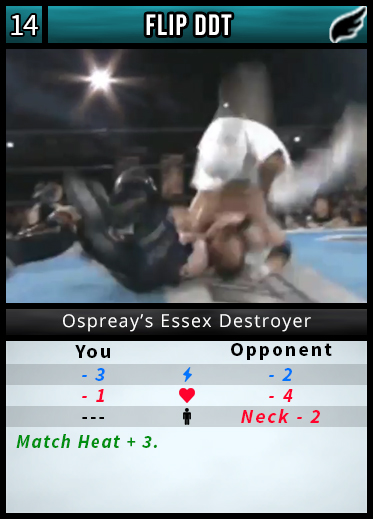 14 FLIP DDT
Ospreay's Essex Destroyer
You Opponent
- 3 - 2
- 1 - 4
--- Neck - 2
Match Heat + 3.